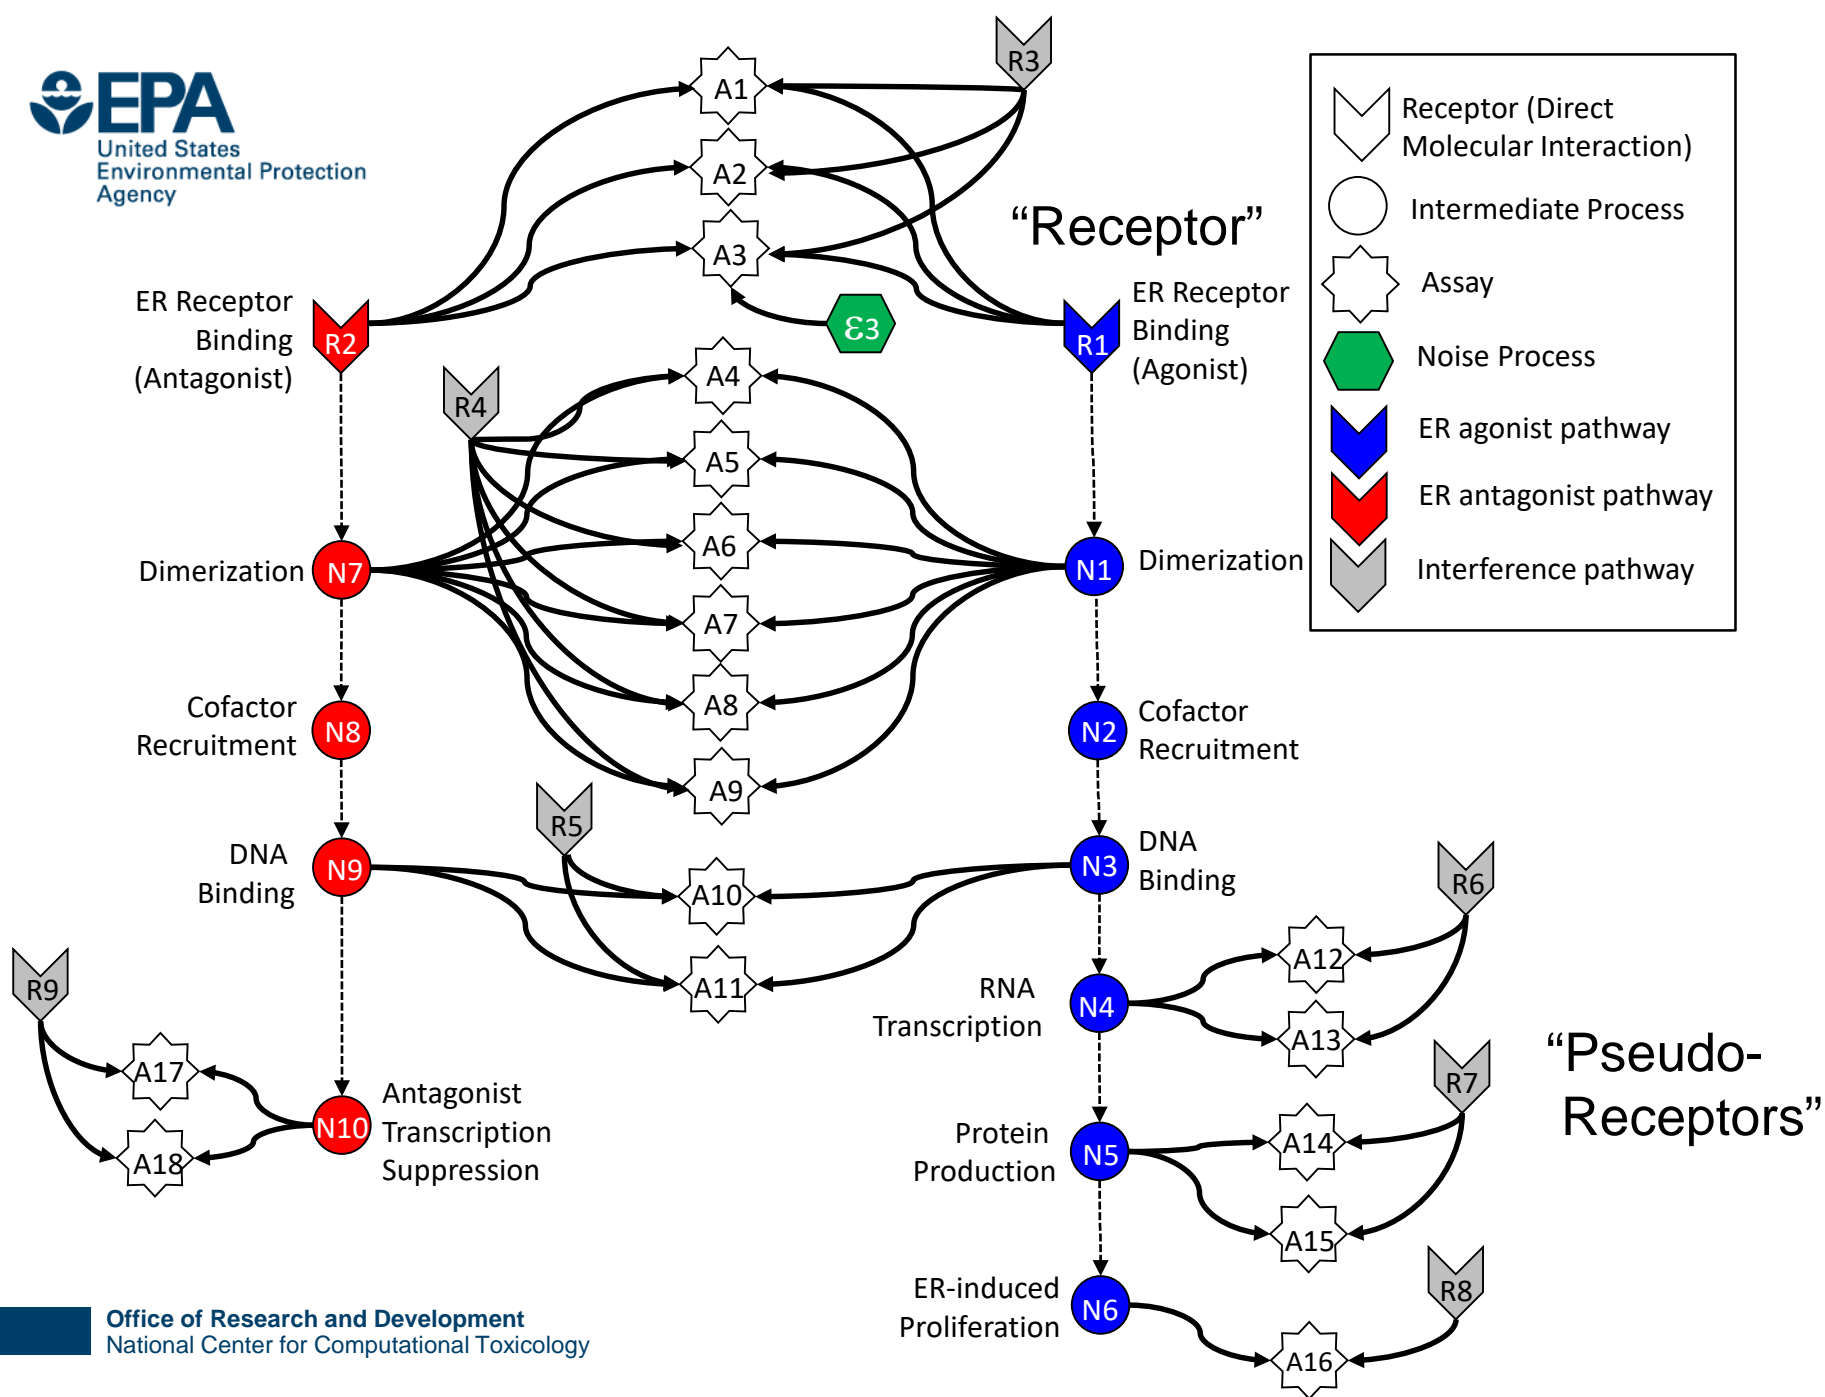 EPA
United States
Environmental Protection
Agency
R3
A1
A2
A3
"Receptor"
ER Receptor
Binding
(Antagonist)
R2
ε3
R1
ER Receptor
Binding
(Agonist)
Receptor (Direct
Molecular Interaction)
Intermediate Process
Assay
Noise Process
ER agonist pathway
ER antagonist pathway
Interference pathway
R4
A4
A5
A6
A7
A8
A9
Dimerization
N7
N1
Dimerization
Cofactor
Recruitment
N8
N2
Cofactor
Recruitment
R5
DNA
Binding
N9
A10
A11
N3
DNA
Binding
R6
A12
A13
RNA
Transcription
N4
R9
A17
A18
N10
Antagonist
Transcription
Suppression
R7
A14
A15
Protein
Production
N5
“Pseudo-
Receptors”
ER-induced
Proliferation
N6
R8
A16
Office of Research and Development
National Center for Computational Toxicology